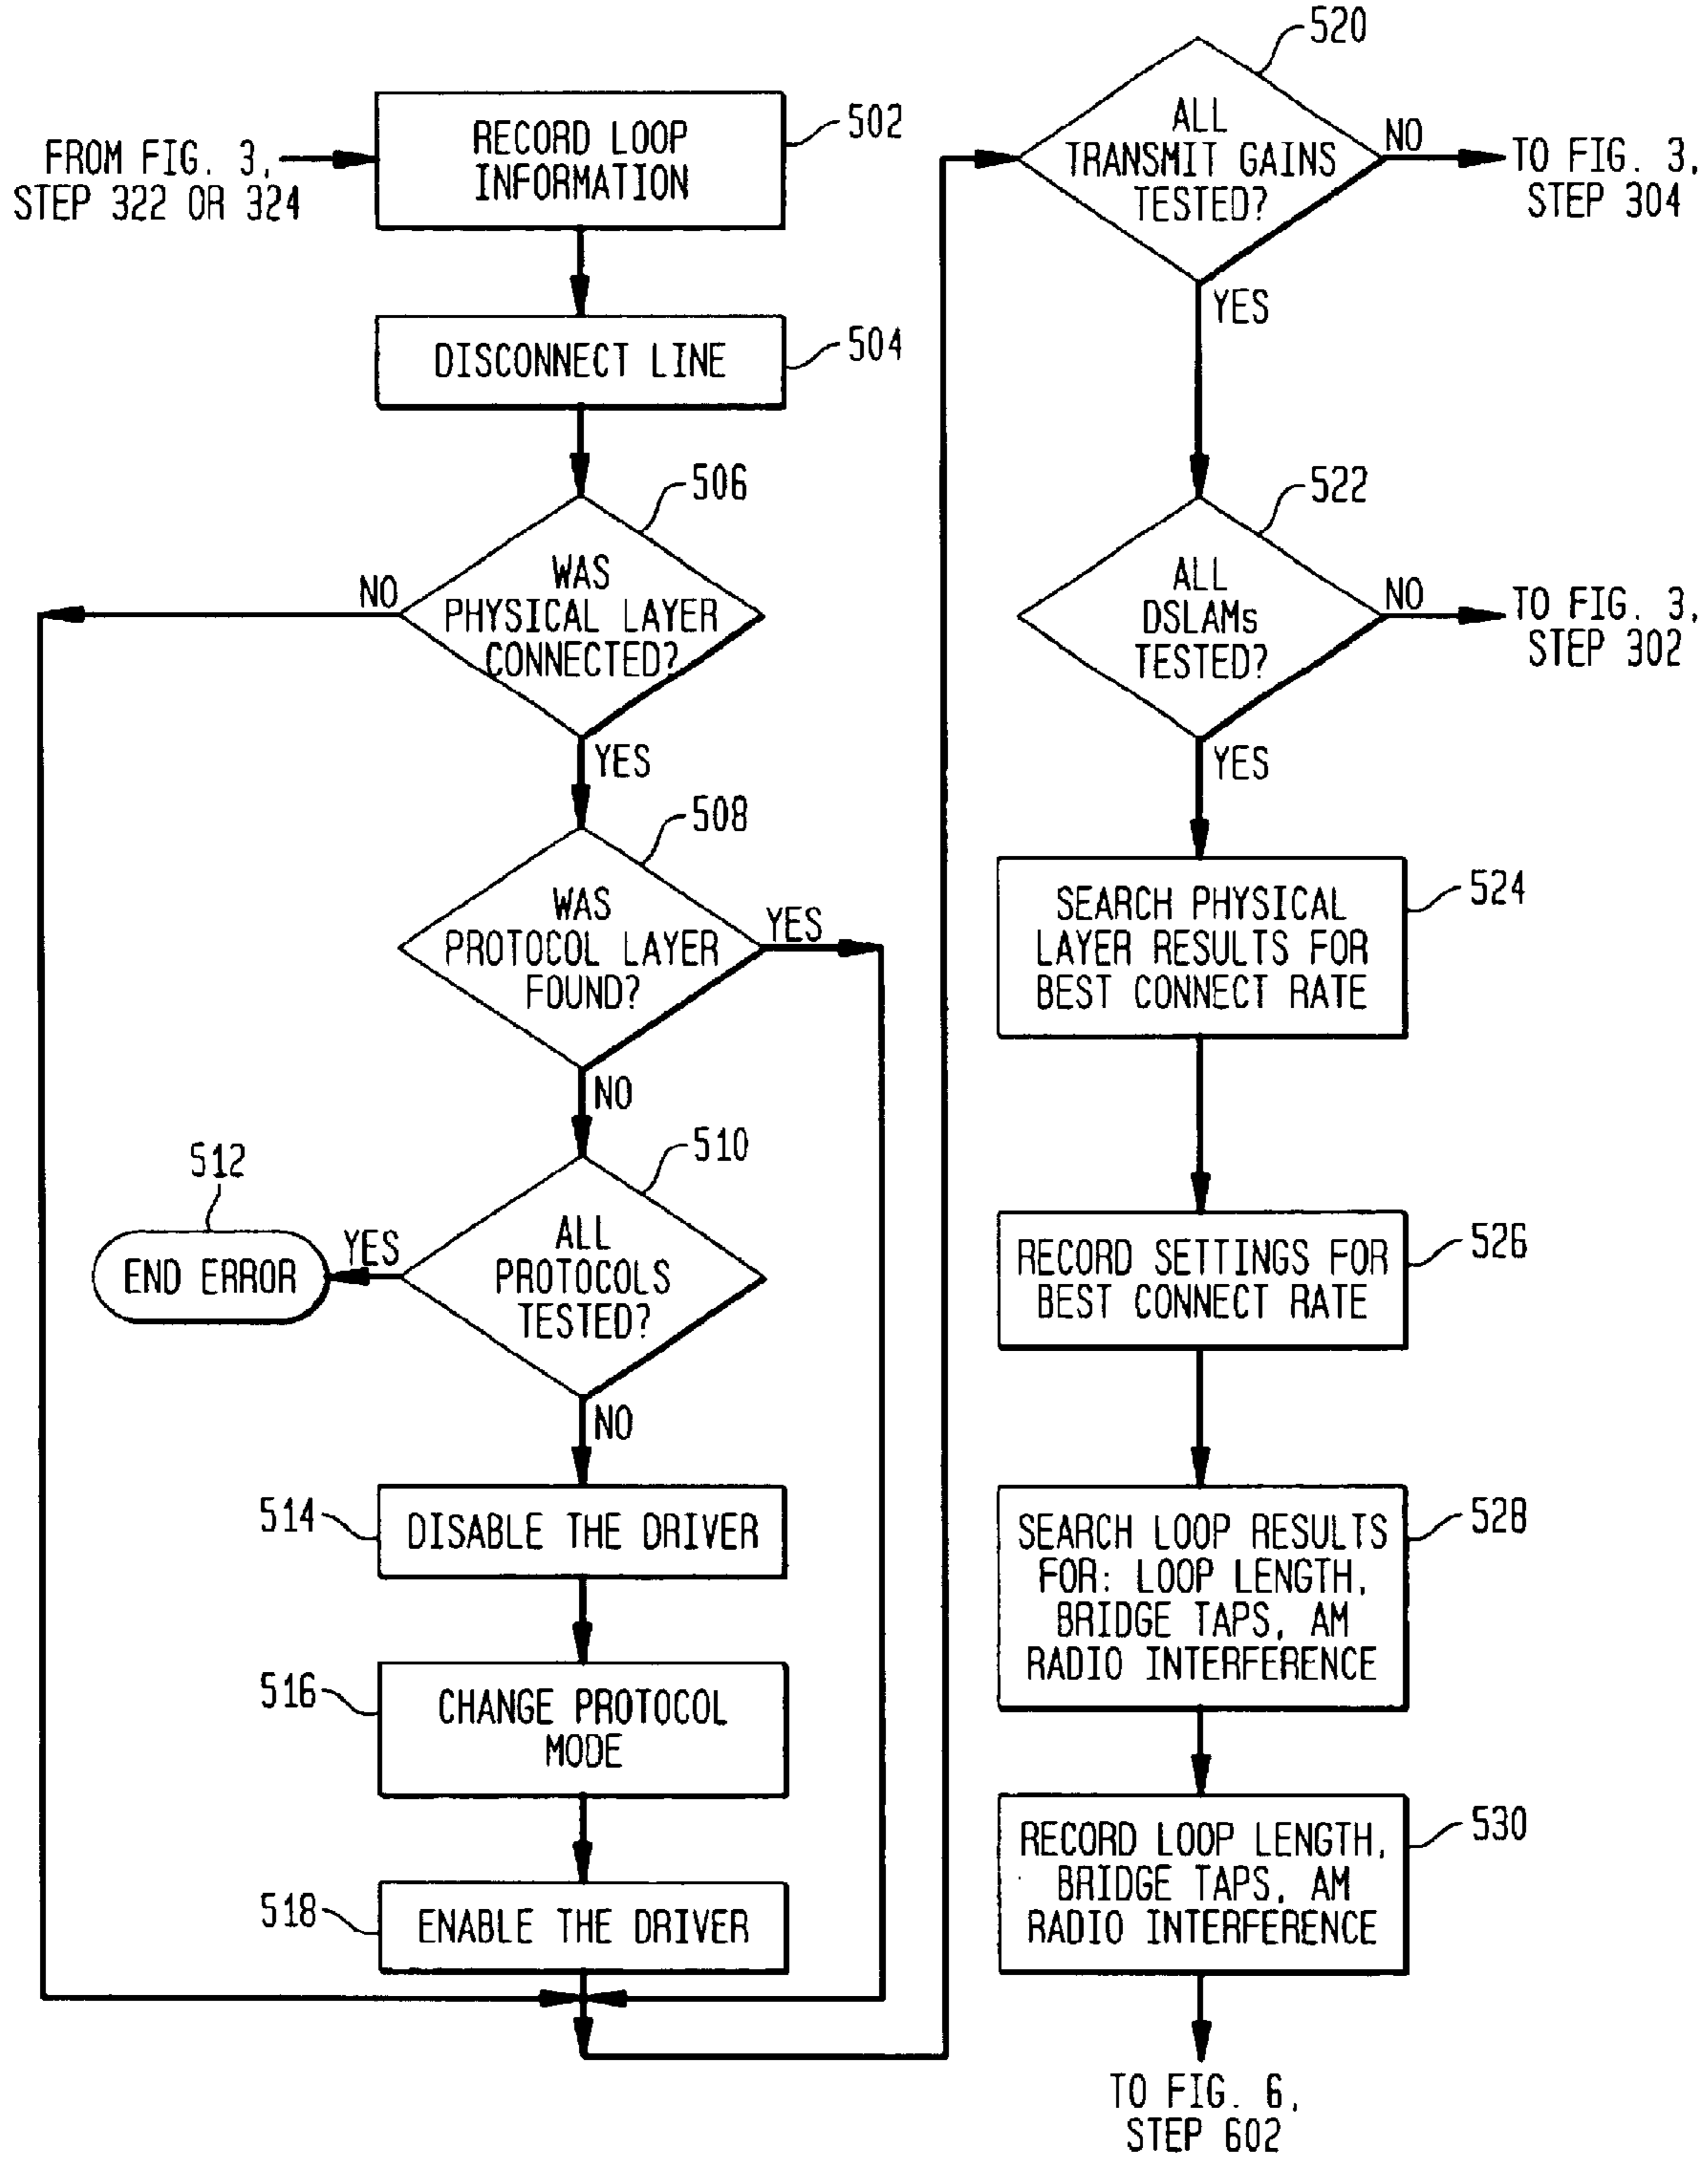 FROM FIG. 3,
STEP 322 OR 324
RECORD LOOP
INFORMATION
502
DISCONNECT LINE
504
506
WAS
PHYSICAL LAYER
CONNECTED?
NO
YES
508
WAS
PROTOCOL LAYER
FOUND?
YES
NO
510
ALL
PROTOCOLS
TESTED?
YES
512
END ERROR
NO
514
DISABLE THE DRIVER
516
CHANGE PROTOCOL
MODE
518
ENABLE THE DRIVER
520
ALL
TRANSMIT GAINS
TESTED?
NO
TO FIG. 3,
STEP 304
YES
522
ALL
DSLAMs
TESTED?
NO
TO FIG. 3,
STEP 302
YES
524
SEARCH PHYSICAL
LAYER RESULTS FOR
BEST CONNECT RATE
526
RECORD SETTINGS FOR
BEST CONNECT RATE
528
SEARCH LOOP RESULTS
FOR: LOOP LENGTH,
BRIDGE TAPS, AM
RADIO INTERFERENCE
530
RECORD LOOP LENGTH,
BRIDGE TAPS, AM
RADIO INTERFERENCE
TO FIG. 6,
STEP 602